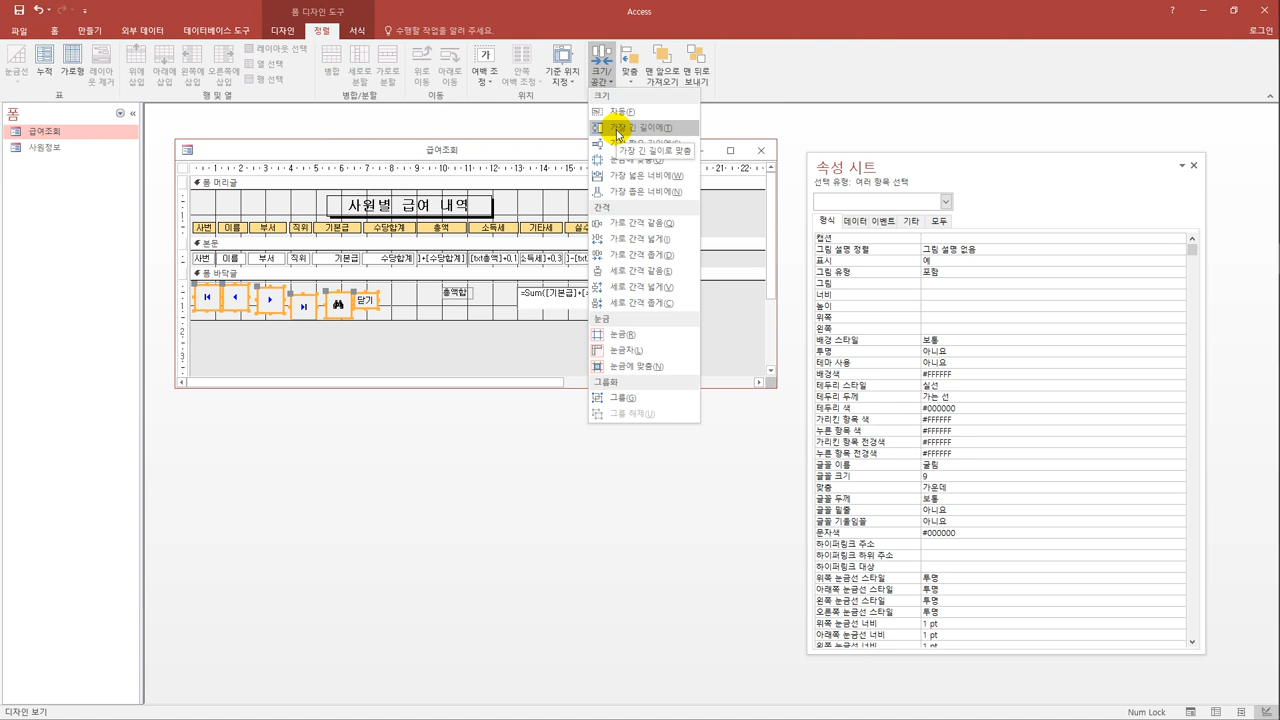 폼 디자인 도구
Access
?
파일 홈 만들기 외부 데이터 데이터베이스 도구 디자인 정렬 서식 수행할 작업을 알려 주세요.
로그인
눈금선 누적 가로형 레이아웃 제거
위에 삽입 아래에 삽입 왼쪽에 삽입 오른쪽에 삽입
레이아웃 선택
열 선택
행 선택
병합 세로로 분할 가로로 분할
위로 이동 아래로 이동
여백 조정 안쪽 여백 조정 기준 위치 지정
크기/공간 맞춤 맨 앞으로 가져오기 맨 뒤로 보내기
표 행 및 열 병합/분할 이동 위치
폼
급여조회
사원정보
급여조회
폼 머리글
사원별 급여 내역
사번 이름 부서 직위 기본급 수당합계 총액 소득세 기타세
본문
사번 이름 부서 직위 기본급 수당합계 ]+[수당합계] [txt총액]+0,1
폼 바닥글
닫기
총액합
=Sum([기본급]+[
크기
자동(F)
가장 긴 길이에(T)
가장 긴 길이로 맞춤
가장 넓은 너비에(W)
가장 좁은 너비에(N)
간격
가로 간격 같음(Q)
가로 간격 넓게(I)
가로 간격 좁게(D)
세로 간격 같음(E)
세로 간격 넓게(V)
세로 간격 좁게(C)
눈금
눈금(R)
눈금자(L)
눈금에 맞춤(N)
그룹화
그룹(G)
그룹 해제(U)
속성 시트
선택 유형: 여러 항목 선택
형식 데이터 이벤트 기타 모두
캡션
그림 설명 정렬 그림 설명 없음
표시 예
그림 유형 포함
그림
너비
높이
위쪽
왼쪽
배경 스타일 보통
투명 아니요
테마 사용 아니요
배경색 #FFFFFF
테두리 스타일 실선
테두리 두께 가는 선
테두리 색 #000000
가리킨 항목 색 #FFFFFF
누른 항목 색 #FFFFFF
가리킨 항목 전경색 #FFFFFF
누른 항목 전경색 #FFFFFF
글꼴 이름 굴림
글꼴 크기 9
맞춤 가운데
글꼴 두께 보통
글꼴 밑줄 아니요
글꼴 기울임꼴 아니요
문자색 #000000
하이퍼링크 주소
하이퍼링크 하위 주소
하이퍼링크 대상
위쪽 눈금선 스타일 투명
아래쪽 눈금선 스타일 투명
왼쪽 눈금선 스타일 투명
오른쪽 눈금선 스타일 투명
위쪽 눈금선 너비 1 pt
아래쪽 눈금선 너비 1 pt
왼쪽 눈금선 너비 1 pt
디자인 보기
Num Lock